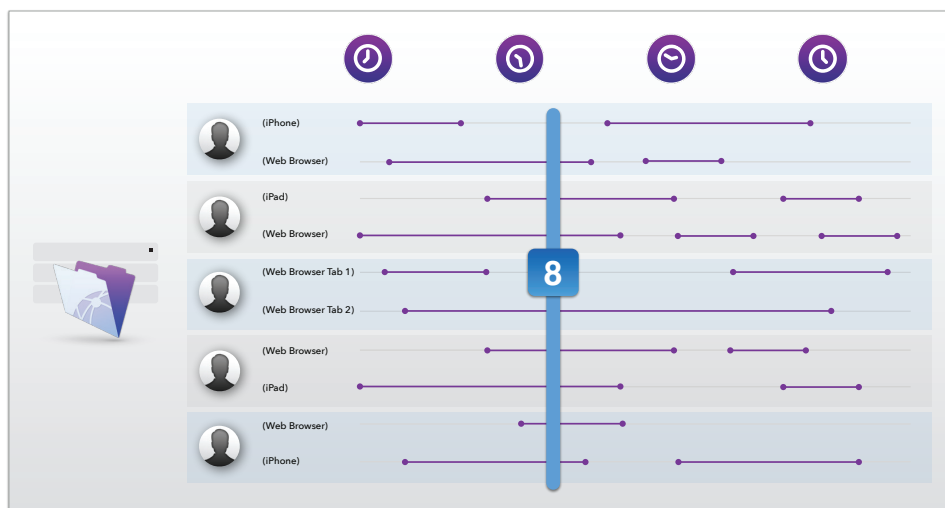 (iPhone)
(Web Browser)
(iPad)
(Web Browser)
(Web Browser Tab 1)
8
(Web Browser Tab 2)
(Web Browser)
(iPad)
(Web Browser)
(iPhone)